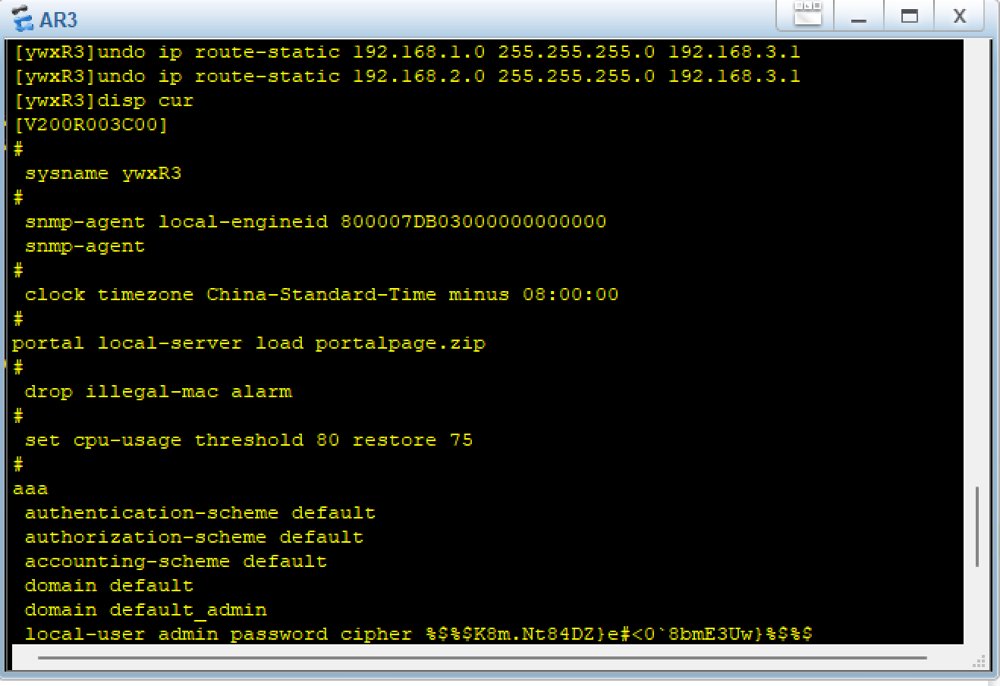 AR3
[ywxR3]undo ip route-static 192.168.1.0 255.255.255.0 192.168.3.1
[ywxR3]undo ip route-static 192.168.2.0 255.255.255.0 192.168.3.1
[ywxR3]disp cur
[V200R003C00]
#
 sysname ywxR3
#
 snmp-agent local-engineid 800007DB03000000000000
 snmp-agent
#
 clock timezone China-Standard-Time minus 08:00:00
#
portal local-server load portalpage.zip
#
 drop illegal-mac alarm
#
 set cpu-usage threshold 80 restore 75
#
aaa
 authentication-scheme default
 authorization-scheme default
 accounting-scheme default
 domain default
 domain default_admin
 local-user admin password cipher %$%$K8m.Nt84DZ}e#<0`8bmE3Uw}%$%$